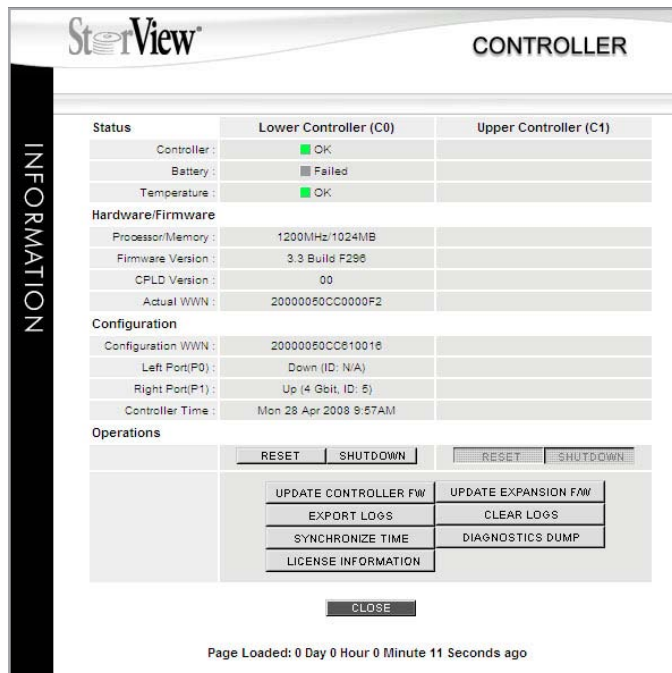 StorView
CONTROLLER
INFORMATION
Status Lower Controller (C0) Upper Controller (C1)
Controller : OK
Battery : Failed
Temperature : OK
Hardware/Firmware
Processor/Memory : 1200MHz/1024MB
Firmware Version : 3.3 Build F296
CPLD Version : 00
Actual WWN : 20000050CC0000F2
Configuration
Configuration WWN : 20000050CC610016
Left Port(P0) : Down (ID: N/A)
Right Port(P1) : Up (4 Gbit, ID: 5)
Controller Time : Mon 28 Apr 2008 9:57AM
Operations
RESET SHUTDOWN RESET SHUTDOWN
UPDATE CONTROLLER FW UPDATE EXPANSION F/W
EXPORT LOGS CLEAR LOGS
SYNCHRONIZE TIME DIAGNOSTICS DUMP
LICENSE INFORMATION
CLOSE
Page Loaded: 0 Day 0 Hour 0 Minute 11 Seconds ago